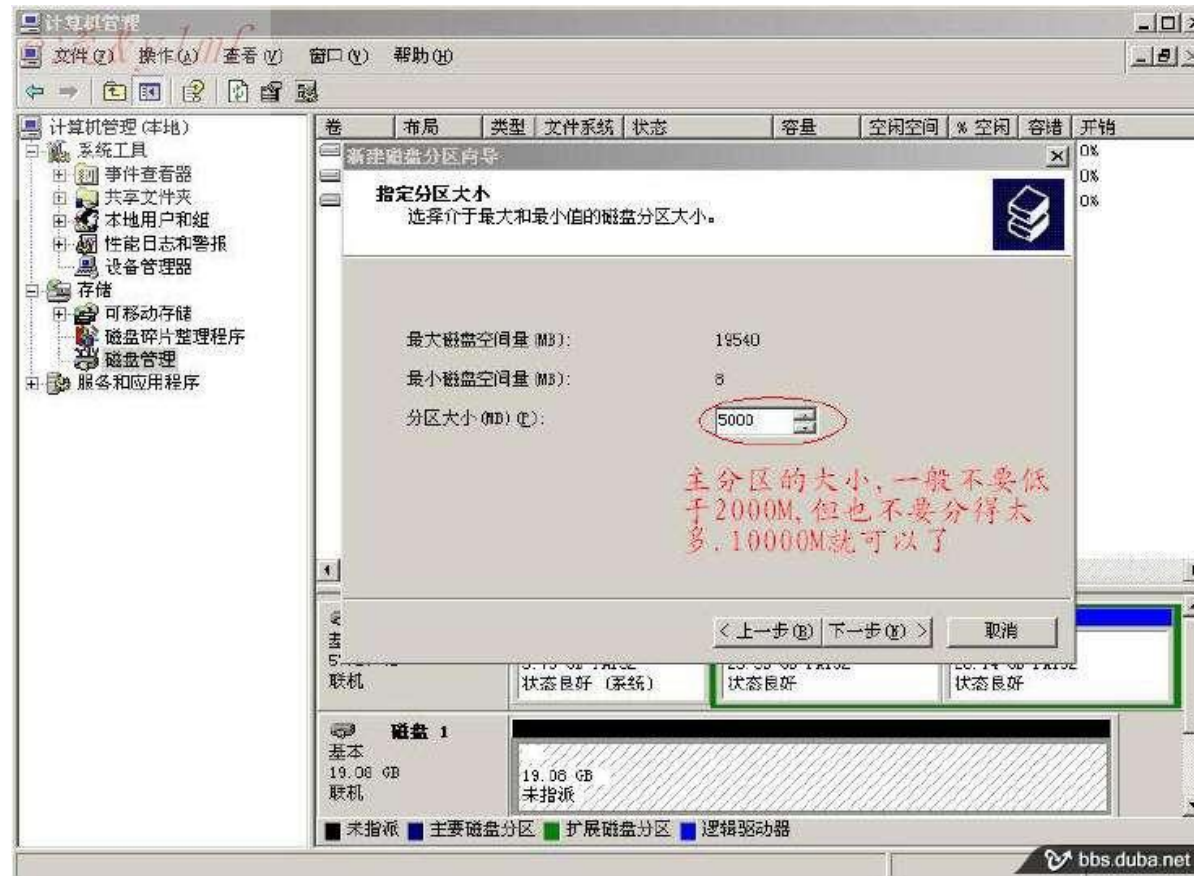 计算机管理
文件(F) 操作(A) 查看(V) 窗口(W) 帮助(H)
计算机管理(本地)
系统工具
事件查看器
共享文件夹
本地用户和组
性能日志和警报
设备管理器
存储
可移动存储
磁盘碎片整理程序
磁盘管理
服务和应用程序
卷 布局 类型 文件系统 状态 容量 空闲空间 % 空闲 容错 开销
0%
0%
0%
新建磁盘分区向导
指定分区大小
选择介于最大和最小值的磁盘分区大小。
最大磁盘空间量(MB): 19540
最小磁盘空间量(MB): 8
分区大小(MB)(P): 5000
主分区的大小,一般不要低
于2000M,但也不要分得太
多.10000M就可以了
<上一步(B) 下一步(N)> 取消
联机
状态良好 (系统) 状态良好 状态良好
磁盘 1
基本
19.08 GB
联机
19.08 GB
未指派
未指派 主要磁盘分区 扩展磁盘分区 逻辑驱动器
bbs.duba.net